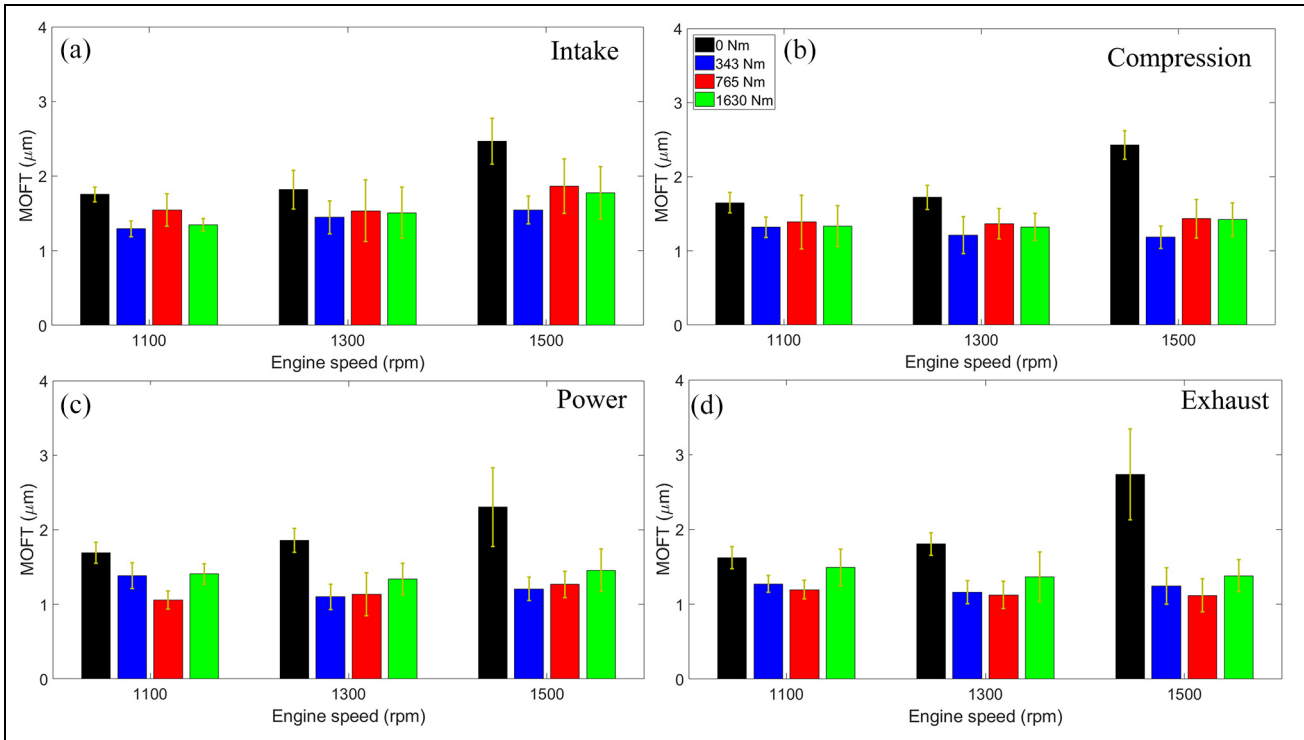 (a)
Intake
4
3
2
1
0
MOFT (μm)
1100 1300 1500
Engine speed (rpm)
(b)
Compression
0 Nm
343 Nm
765 Nm
1630 Nm
4
3
2
1
0
MOFT (μm)
1100 1300 1500
Engine speed (rpm)
(c)
Power
4
3
2
1
0
MOFT (μm)
1100 1300 1500
Engine speed (rpm)
(d)
Exhaust
4
3
2
1
0
MOFT (μm)
1100 1300 1500
Engine speed (rpm)